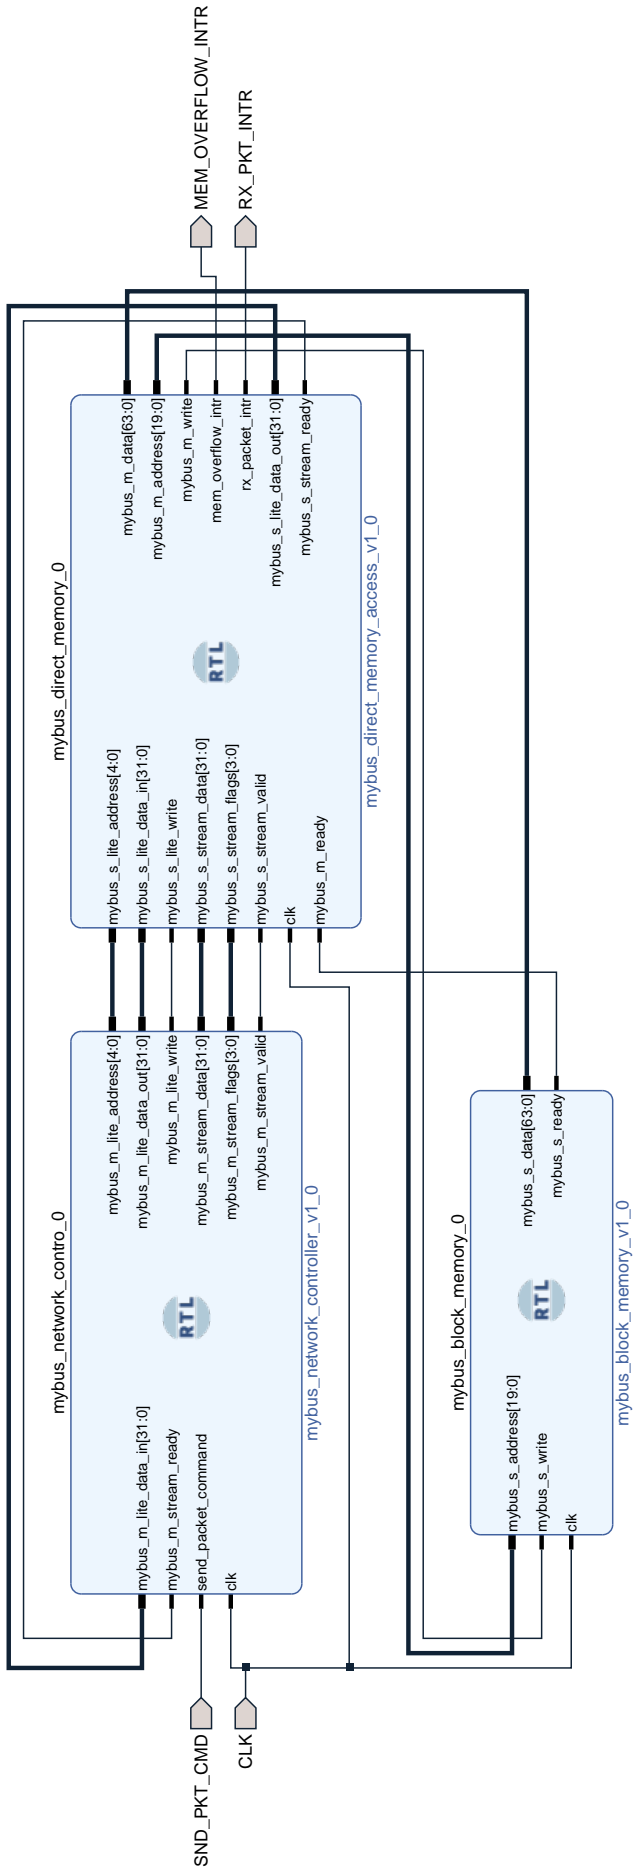 SND_PKT_CMD
CLK
mybus_network_contro_0
mybus_m_lite_data_in[31:0]
mybus_m_stream_ready
send_packet_command
clk
mybus_m_lite_address[4:0]
mybus_m_lite_data_out[31:0]
mybus_m_lite_write
mybus_m_stream_data[31:0]
mybus_m_stream_flags[3:0]
mybus_m_stream_valid
RTL
mybus_network_controller_v1_0
mybus_direct_memory_0
mybus_s_lite_address[4:0]
mybus_s_lite_data_in[31:0]
mybus_s_lite_write
mybus_s_stream_data[31:0]
mybus_s_stream_flags[3:0]
mybus_s_stream_valid
clk
mybus_m_ready
RTL
mybus_m_data[63:0]
mybus_m_address[19:0]
mybus_m_write
mem_overflow_intr
rx_packet_intr
mybus_s_lite_data_out[31:0]
mybus_s_stream_ready
mybus_direct_memory_access_v1_0
mybus_block_memory_0
mybus_s_address[19:0]
mybus_s_write
clk
RTL
mybus_s_data[63:0]
mybus_s_ready
mybus_block_memory_v1_0
MEM_OVERFLOW_INTR
RX_PKT_INTR